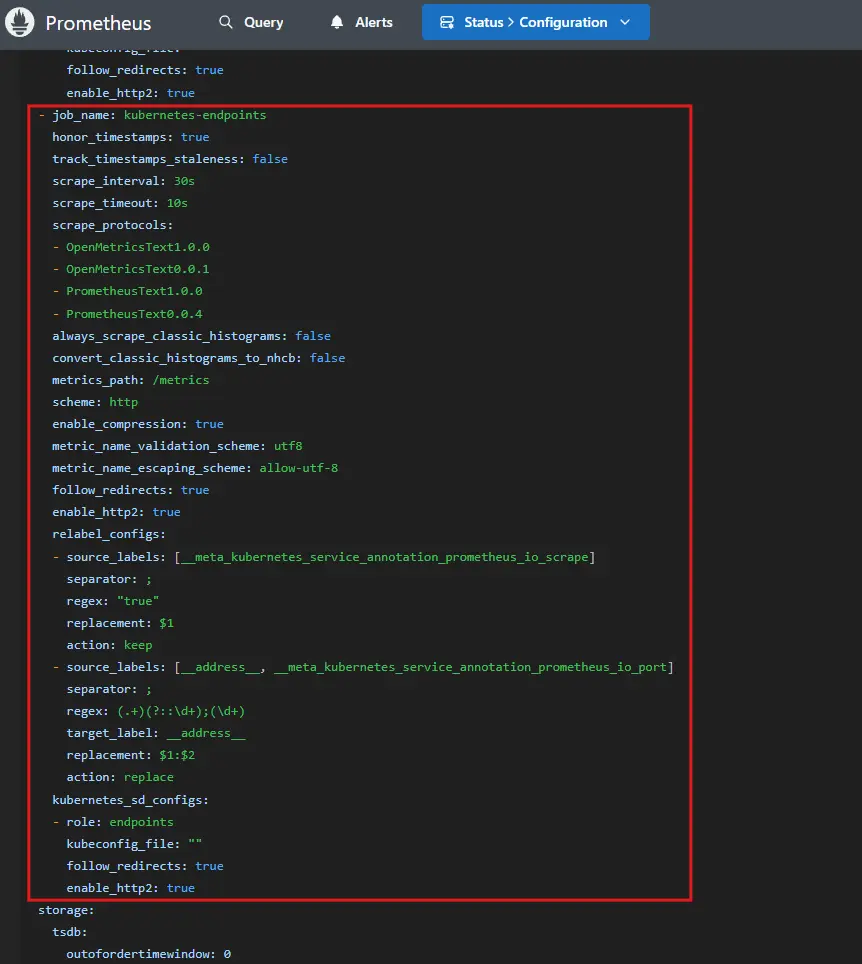 Prometheus Query Alerts Status > Configuration
kubeconfig_file:
follow_redirects: true
enable_http2: true
- job_name: kubernetes-endpoints
honor_timestamps: true
track_timestamps_staleness: false
scrape_interval: 30s
scrape_timeout: 10s
scrape_protocols:
- OpenMetricsText1.0.0
- OpenMetricsText0.0.1
- PrometheusText1.0.0
- PrometheusText0.0.4
always_scrape_classic_histograms: false
convert_classic_histograms_to_nhcb: false
metrics_path: /metrics
scheme: http
enable_compression: true
metric_name_validation_scheme: utf8
metric_name_escaping_scheme: allow-utf-8
follow_redirects: true
enable_http2: true
relabel_configs:
- source_labels: [__meta_kubernetes_service_annotation_prometheus_io_scrape]
separator: ;
regex: "true"
replacement: $1
action: keep
- source_labels: [__address__, __meta_kubernetes_service_annotation_prometheus_io_port]
separator: ;
regex: (.+)(?::\d+);(\d+)
target_label: __address__
replacement: $1:$2
action: replace
kubernetes_sd_configs:
- role: endpoints
kubeconfig_file: ""
follow_redirects: true
enable_http2: true
storage:
tsdb:
outofordertimewindow: 0